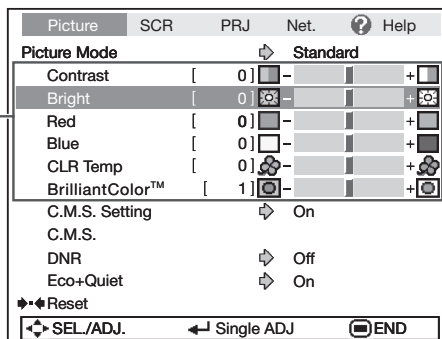 Picture SCR PRJ Net. ? Help
Picture Mode Standard
Contrast [ 0] - +
Bright [ 0] - +
Red [ 0] - +
Blue [ 0] - +
CLR Temp [ 0] - +
BrilliantColor™ [ 1] - +
C.M.S. Setting On
C.M.S.
DNR Off
Eco+Quiet On
Reset
SEL./ADJ. Single ADJ END